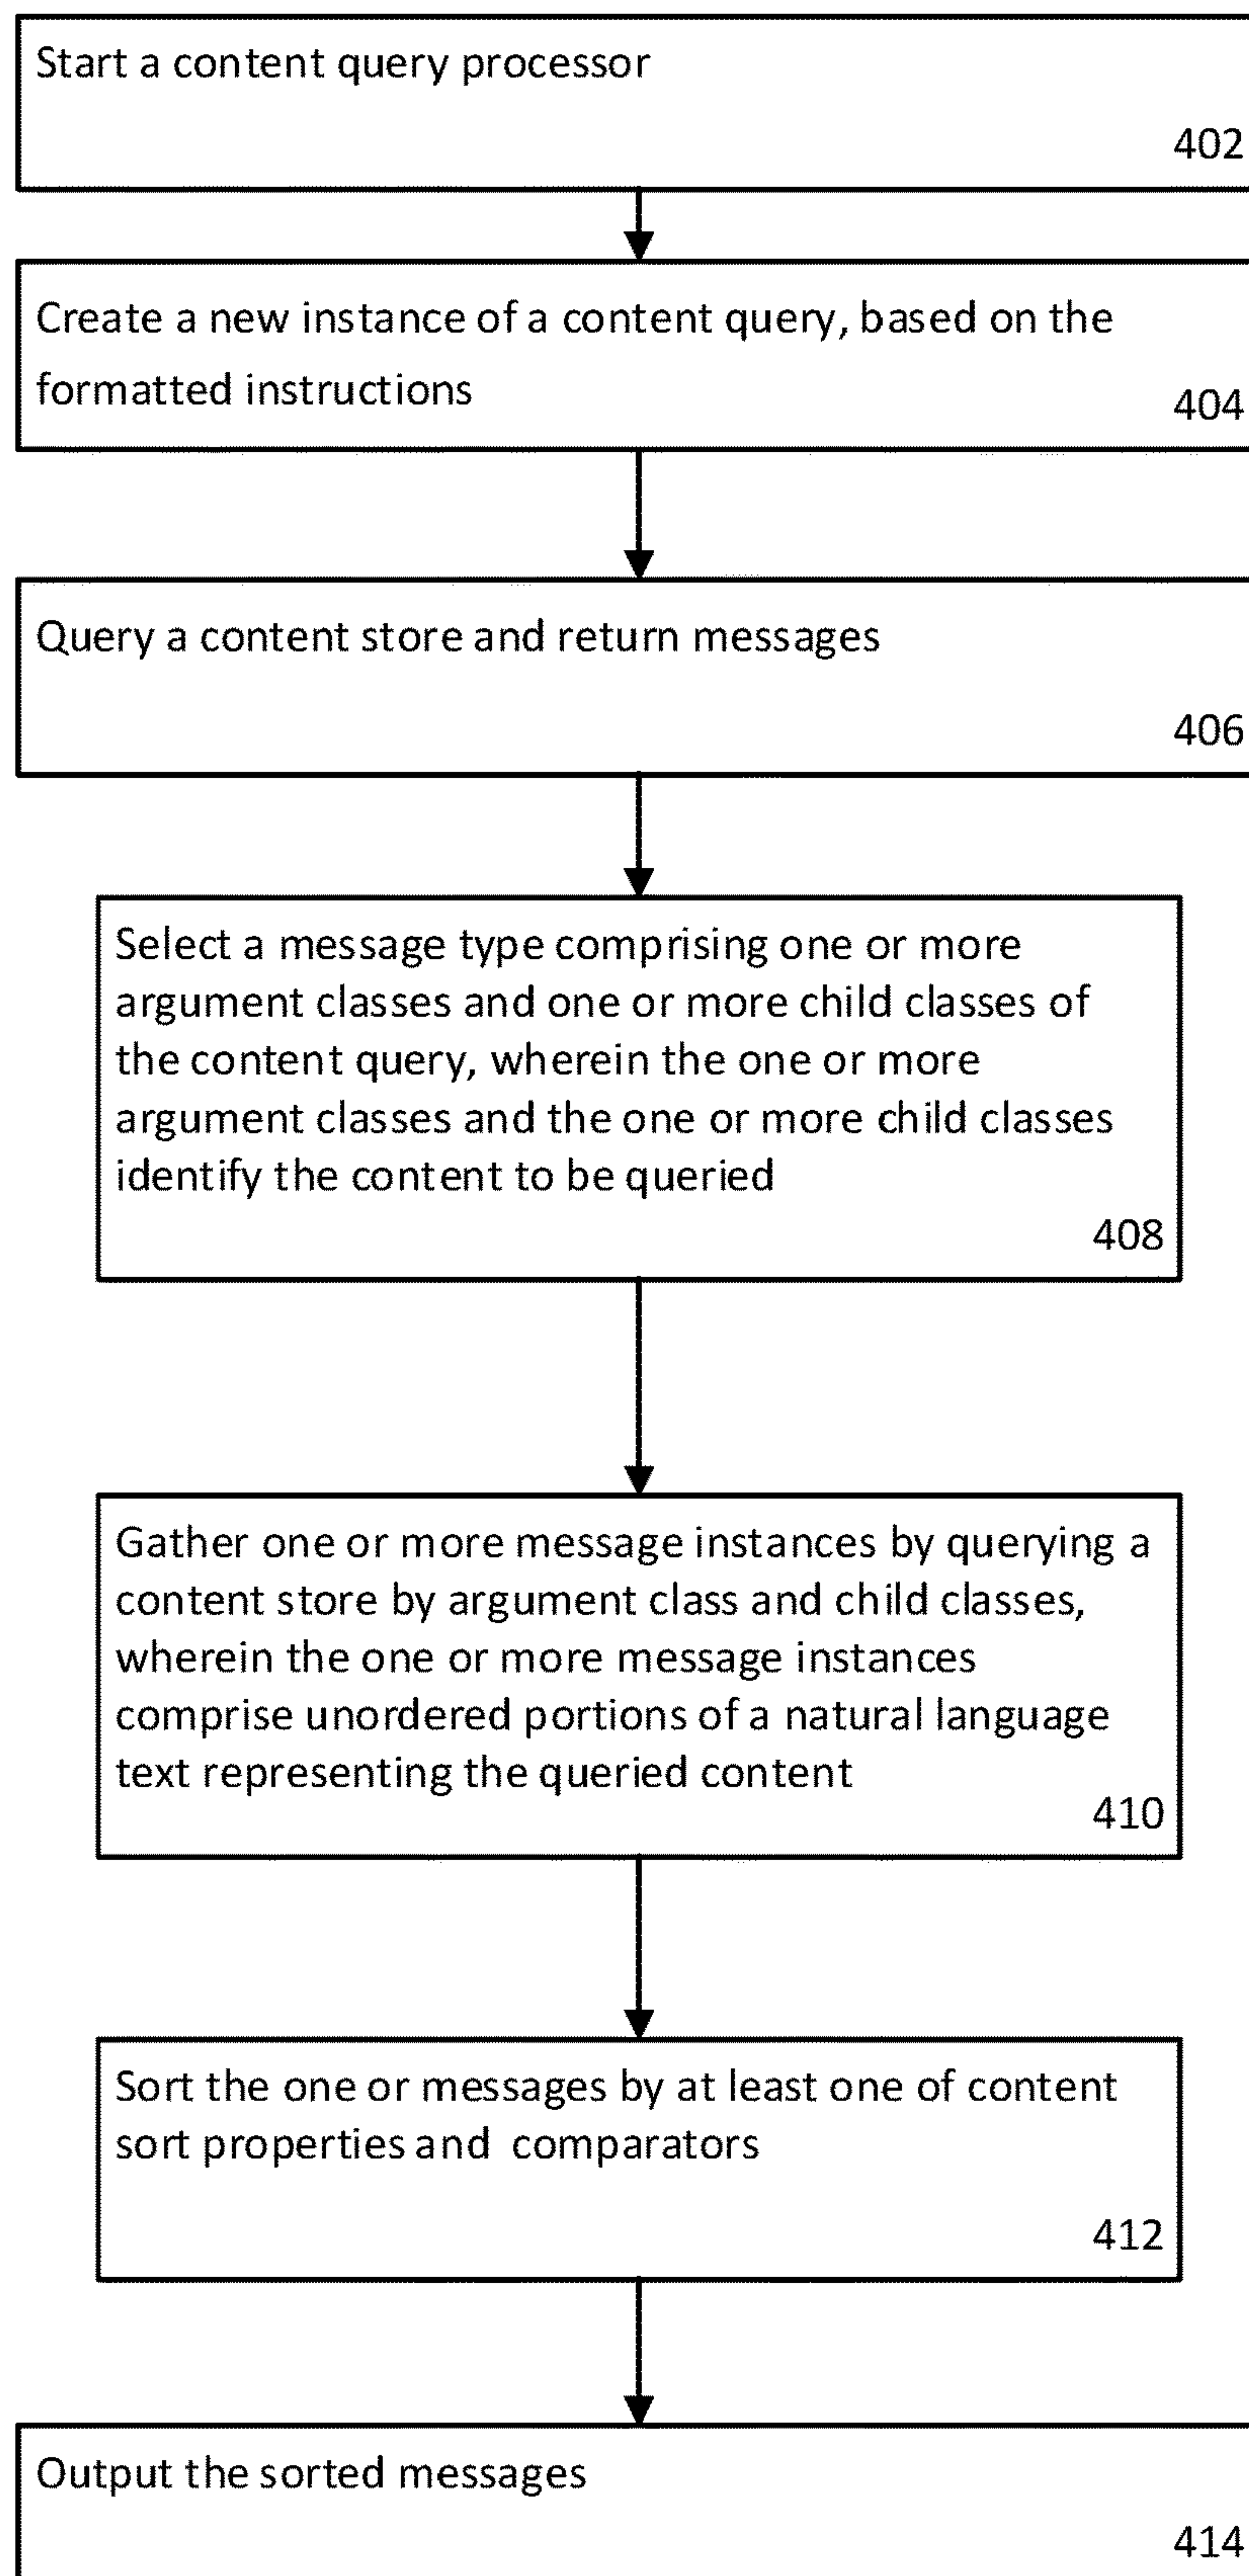 Start a content query processor
402
Create a new instance of a content query, based on the
formatted instructions
404
Query a content store and return messages
406
Select a message type comprising one or more
argument classes and one or more child classes of
the content query, wherein the one or more
argument classes and the one or more child classes
identify the content to be queried
408
Gather one or more message instances by querying a
content store by argument class and child classes,
wherein the one or more message instances
comprise unordered portions of a natural language
text representing the queried content
410
Sort the one or messages by at least one of content
sort properties and comparators
412
Output the sorted messages
414